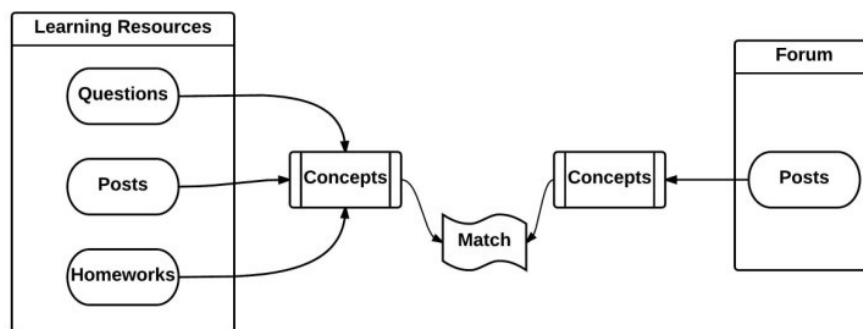 Learning Resources
Questions
Posts
Homeworks
Concepts
Match
Concepts
Forum
Posts